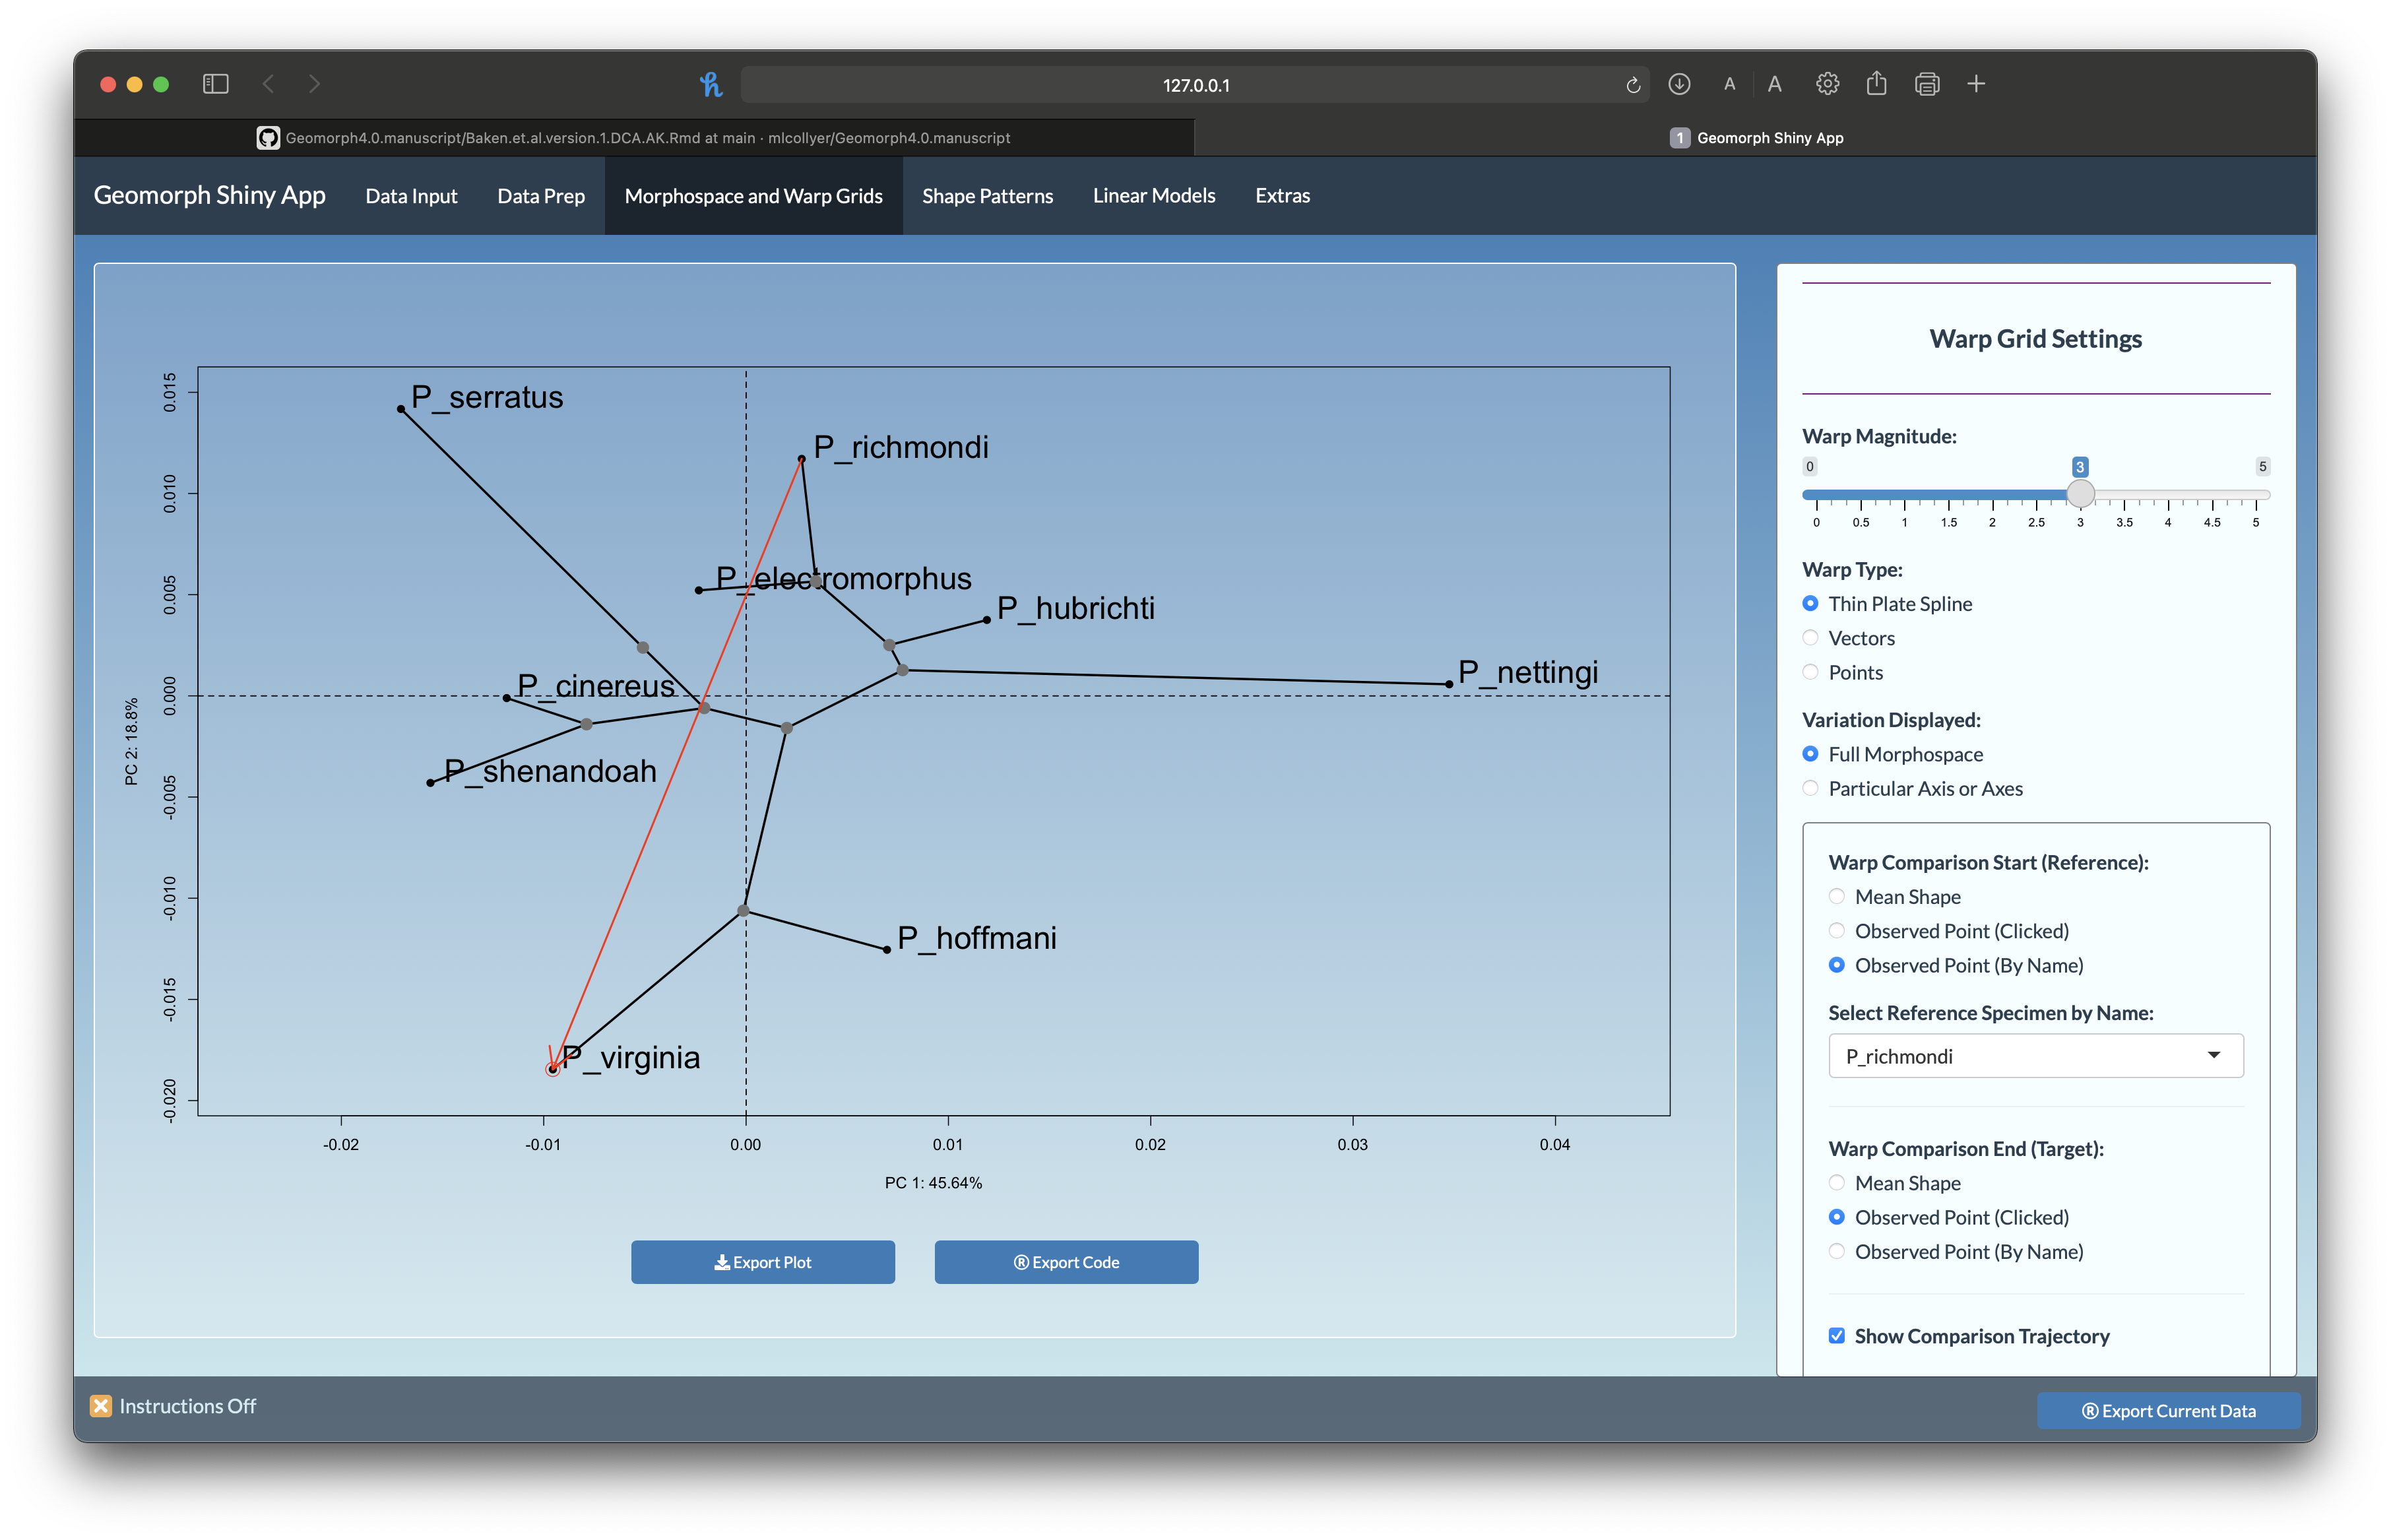 127.0.0.1
A A
Geomorph4.0.manuscript/Baken.et.al.version.1.DCA.AK.Rmd at main · mlcollyer/Geomorph4.0.manuscript
1 Geomorph Shiny App
Geomorph Shiny App Data Input Data Prep Morphospace and Warp Grids Shape Patterns Linear Models Extras
P_serratus
P_richmondi
P_electromorphus
P_hubrichti
P_nettingi
P_cinereus
P_shenandoah
P_hoffmani
P_virginia
PC 2: 18.8%
0.015
0.010
0.005
0.000
-0.005
-0.010
-0.015
-0.020
-0.02 -0.01 0.00 0.01 0.02 0.03 0.04
PC 1: 45.64%
Export Plot
® Export Code
Warp Grid Settings
Warp Magnitude:
0 3 5
0 0.5 1 1.5 2 2.5 3 3.5 4 4.5 5
Warp Type:
Thin Plate Spline
Vectors
Points
Variation Displayed:
Full Morphospace
Particular Axis or Axes
Warp Comparison Start (Reference):
Mean Shape
Observed Point (Clicked)
Observed Point (By Name)
Select Reference Specimen by Name:
P_richmondi
Warp Comparison End (Target):
Mean Shape
Observed Point (Clicked)
Observed Point (By Name)
Show Comparison Trajectory
Instructions Off
® Export Current Data